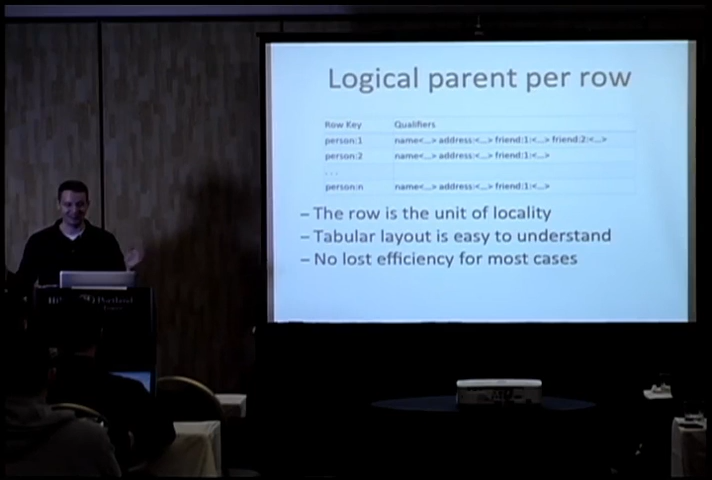 Logical parent per row
Row Key Qualifiers
person:1 name<...> address:<...> friend:1:<...> friend:2:<...>
person:2 name<...> address:<...> friend:1:<...>
...
person:n name<...> address:<...> friend:1:<...>
– The row is the unit of locality
– Tabular layout is easy to understand
– No lost efficiency for most cases
Portland